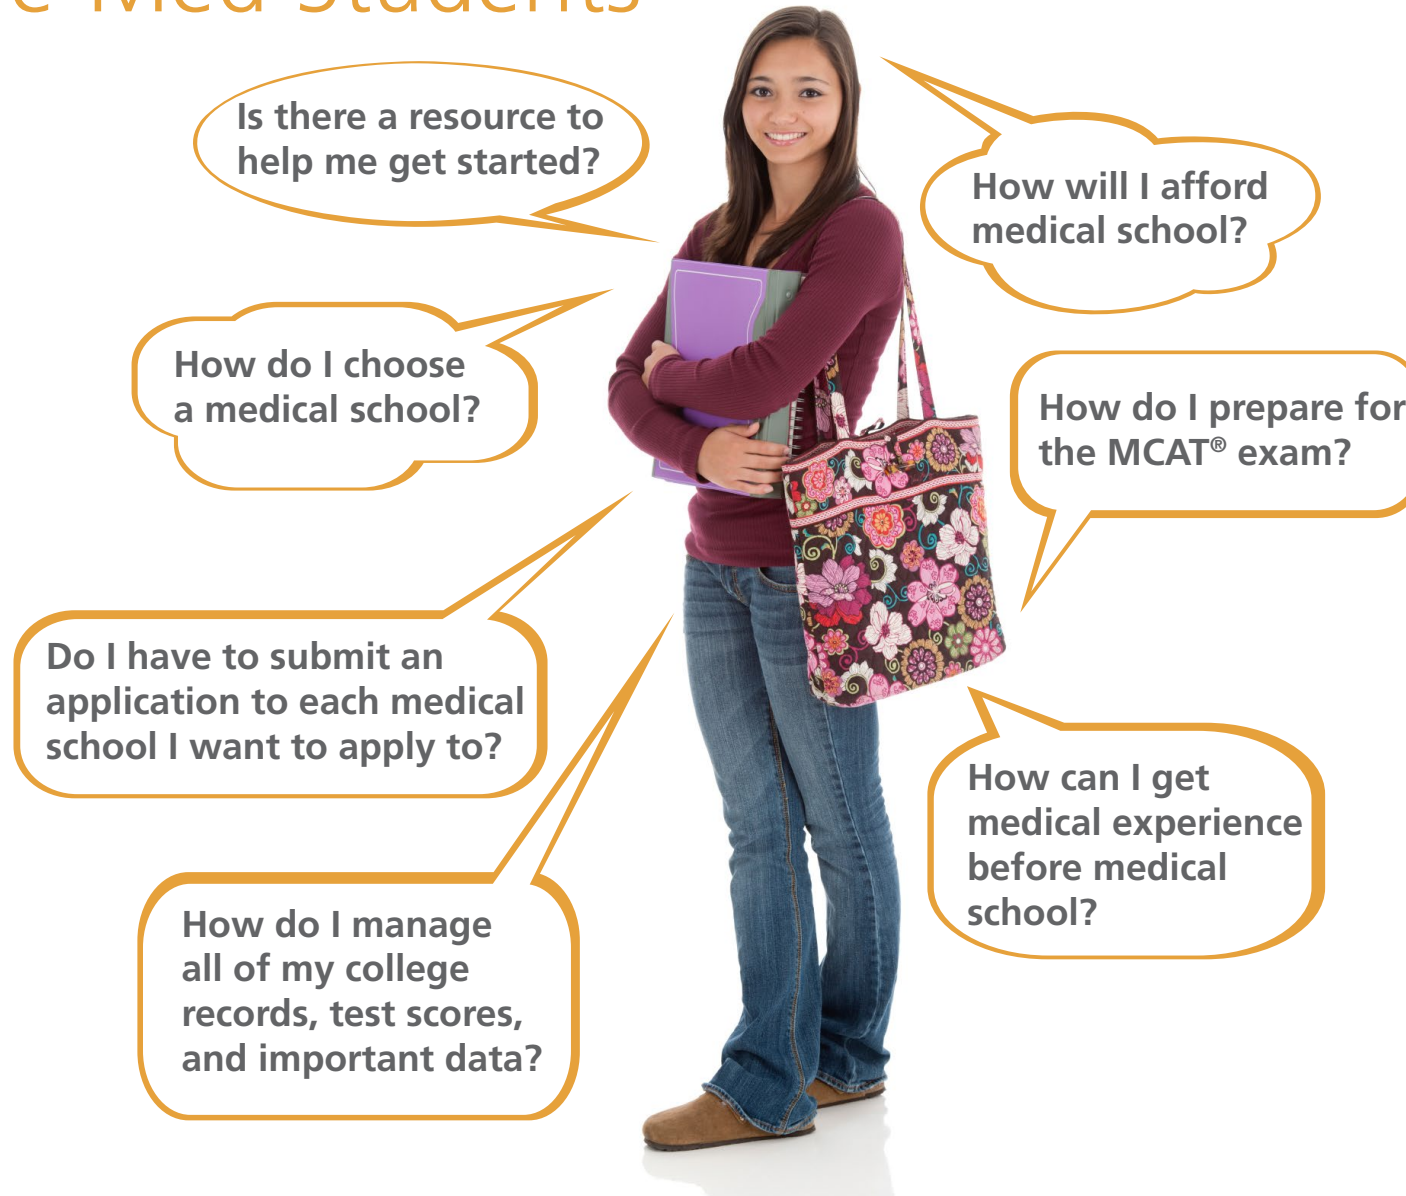 e-Med Students
Is there a resource to
help me get started?
How will I afford
medical school?
How do I choose
a medical school?
How do I prepare for
the MCAT® exam?
Do I have to submit an
application to each medical
school I want to apply to?
How can I get
medical experience
before medical
school?
How do I manage
all of my college
records, test scores,
and important data?